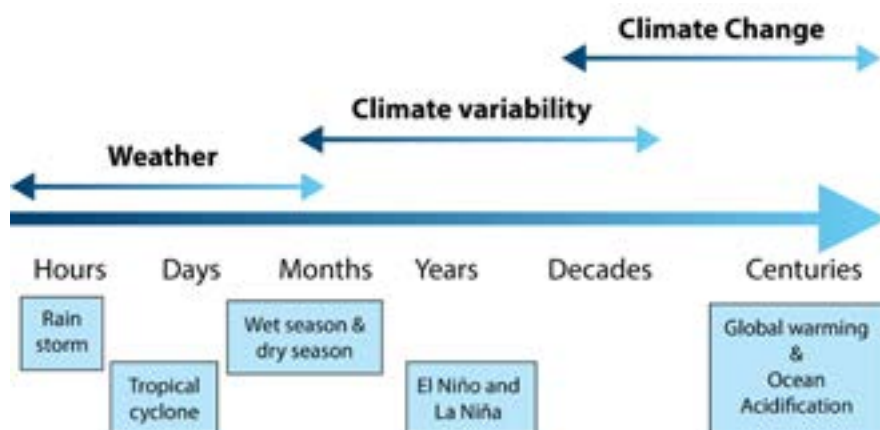 Climate Change
Climate variability
Weather
Hours Days Months Years Decades Centuries
Rain
storm
Tropical
cyclone
Wet season &
dry season
El Niño and
La Niña
Global warming
&
Ocean
Acidification